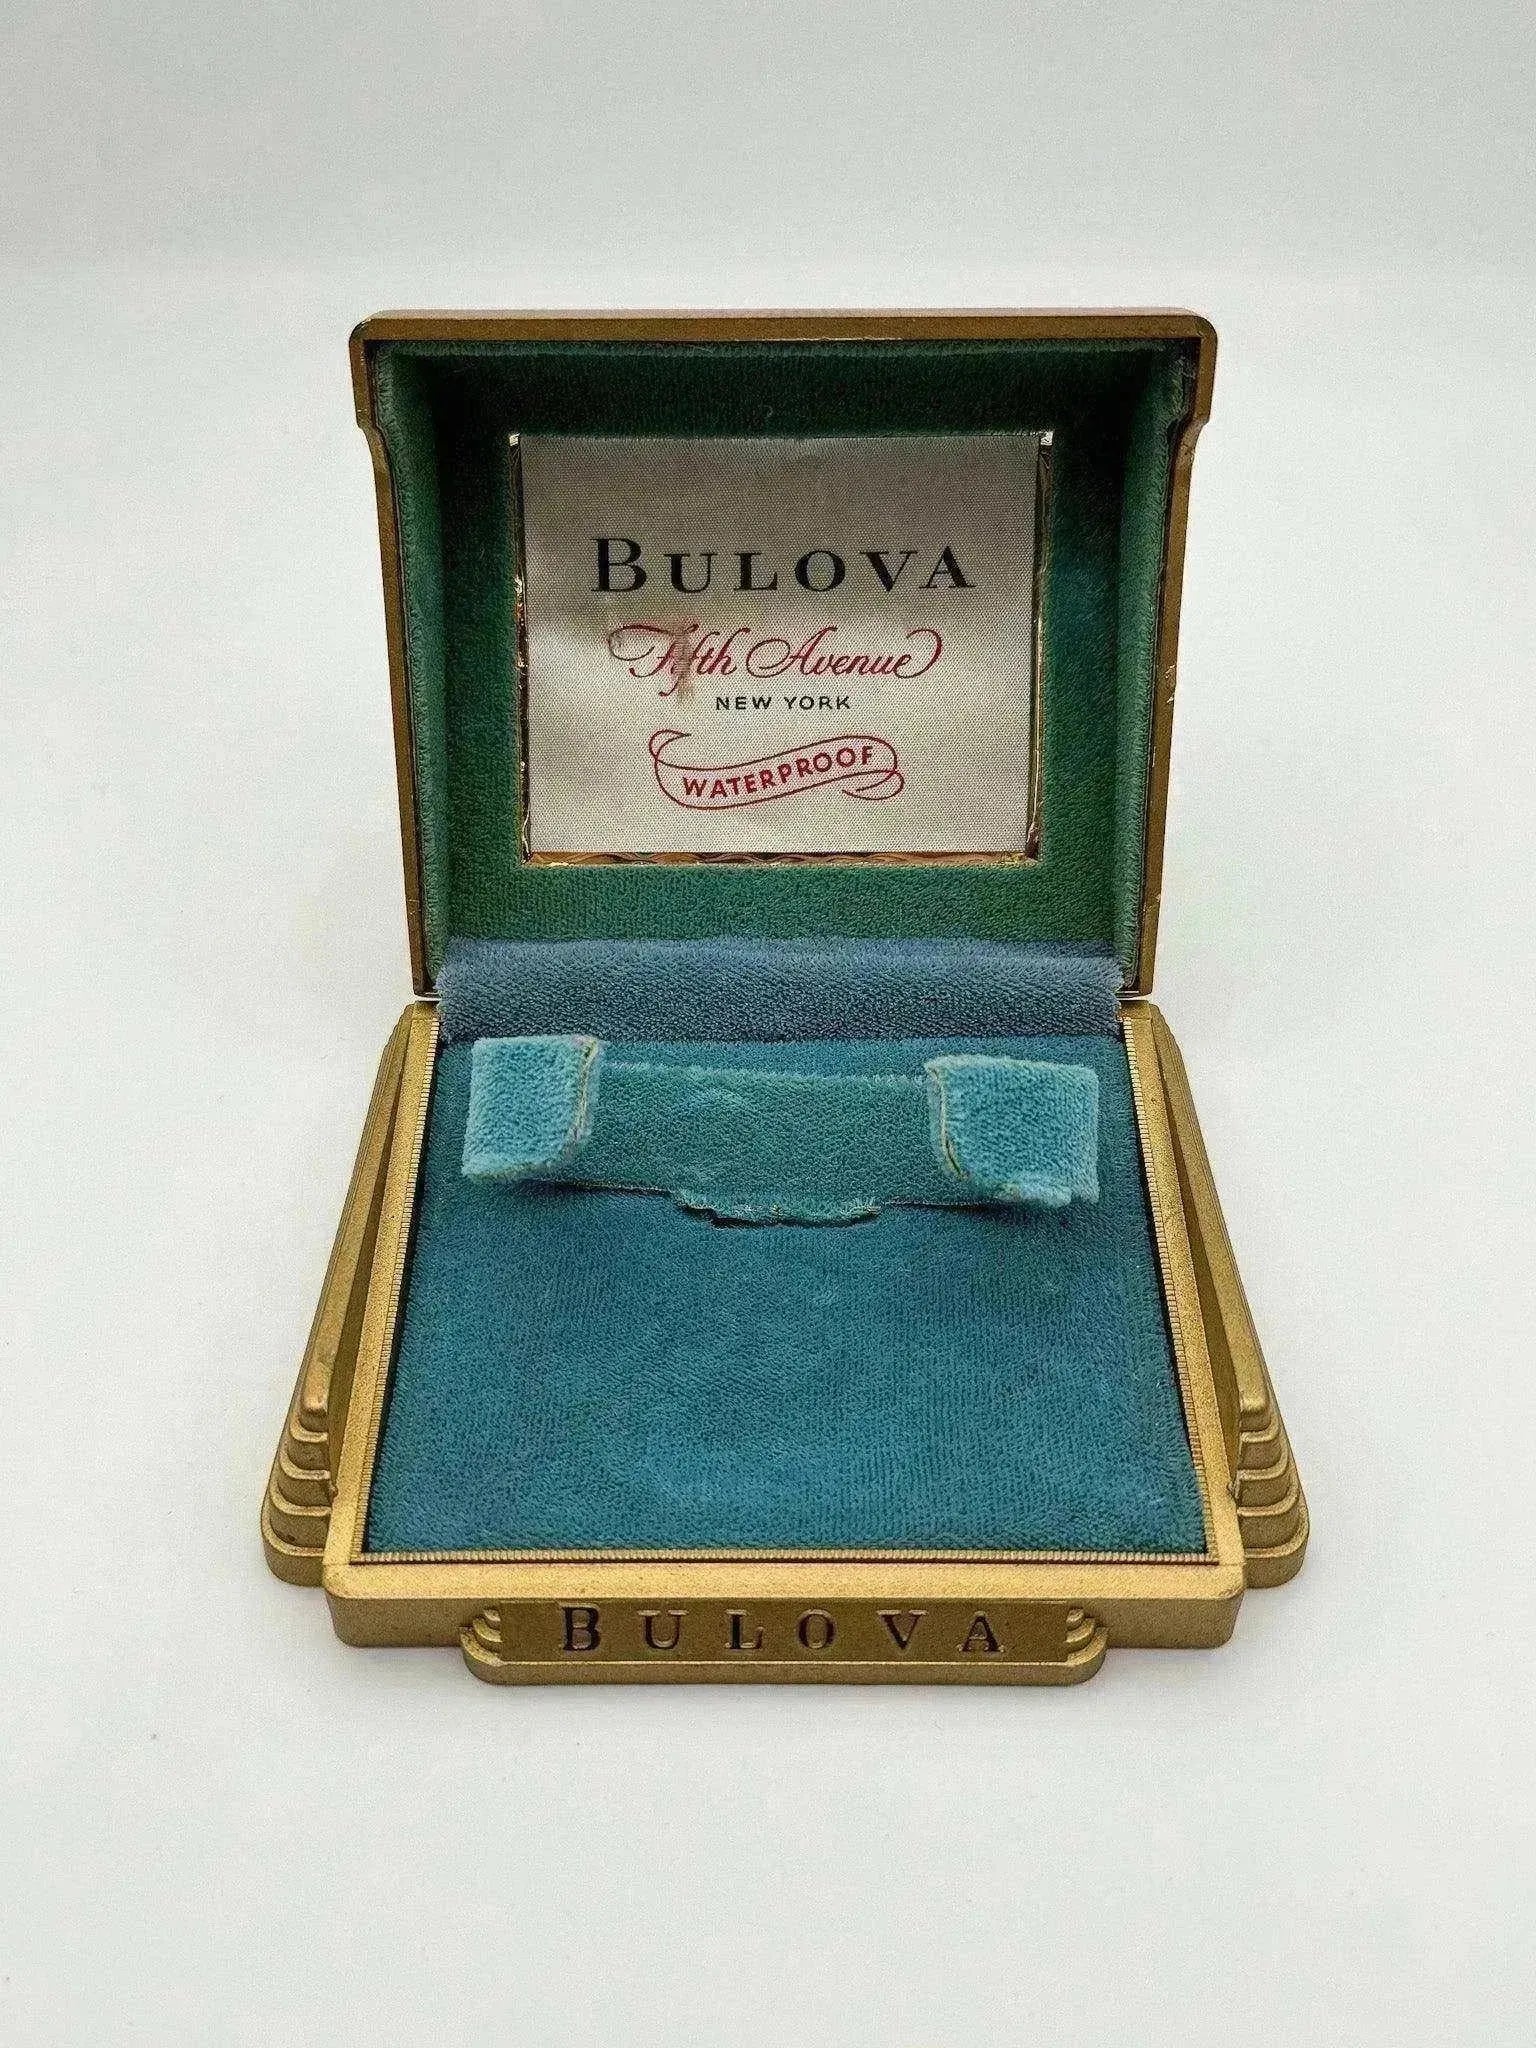 BULOVA
Fifth Avenue
NEW YORK
WATERPROOF
BULOVA